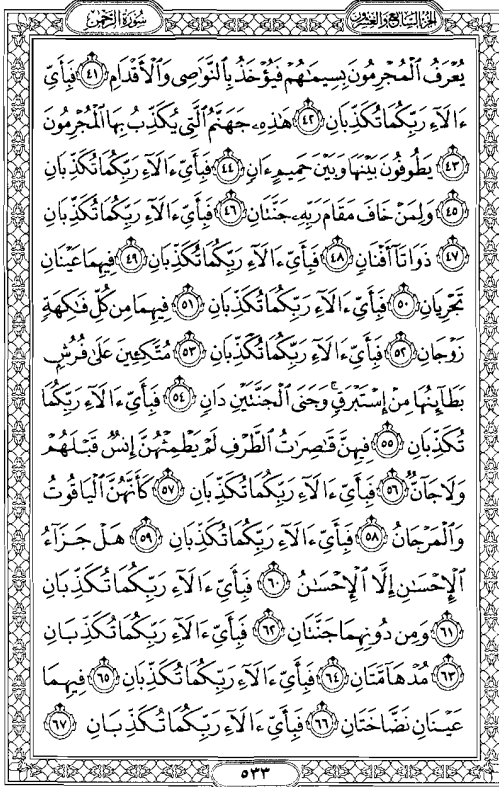 الجزء السابع والعشرون سورة الرحمن
يُعْرَفُ ٱلْمُجْرِمُونَ بِسِيمَٰهُمْ فَيُؤْخَذُ بِٱلنَّوَٰصِى وَٱلْأَقْدَامِ ٤١ فَبِأَىِّ
ءَالَآءِ رَبِّكُمَا تُكَذِّبَانِ ٤٢ هَٰذِهِۦ جَهَنَّمُ ٱلَّتِى يُكَذِّبُ بِهَا ٱلْمُجْرِمُونَ
٤٣ يَطُوفُونَ بَيْنَهَا وَبَيْنَ حَمِيمٍ ءَانٍ ٤٤ فَبِأَىِّ ءَالَآءِ رَبِّكُمَا تُكَذِّبَانِ
٤٥ وَلِمَنْ خَافَ مَقَامَ رَبِّهِۦ جَنَّتَانِ ٤٦ فَبِأَىِّ ءَالَآءِ رَبِّكُمَا تُكَذِّبَانِ
٤٧ ذَوَاتَآ أَفْنَانٍ ٤٨ فَبِأَىِّ ءَالَآءِ رَبِّكُمَا تُكَذِّبَانِ ٤٩ فِيهِمَا عَيْنَانِ
تَجْرِيَانِ ٥٠ فَبِأَىِّ ءَالَآءِ رَبِّكُمَا تُكَذِّبَانِ ٥١ فِيهِمَا مِن كُلِّ فَٰكِهَةٍ
زَوْجَانِ ٥٢ فَبِأَىِّ ءَالَآءِ رَبِّكُمَا تُكَذِّبَانِ ٥٣ مُتَّكِـِٔينَ عَلَىٰ فُرُشٍۭ
بَطَآئِنُهَا مِنْ إِسْتَبْرَقٍ ۚ وَجَنَى ٱلْجَنَّتَيْنِ دَانٍ ٥٤ فَبِأَىِّ ءَالَآءِ رَبِّكُمَا
تُكَذِّبَانِ ٥٥ فِيهِنَّ قَٰصِرَٰتُ ٱلطَّرْفِ لَمْ يَطْمِثْهُنَّ إِنسٌ قَبْلَهُمْ
وَلَا جَآنٌّ ٥٦ فَبِأَىِّ ءَالَآءِ رَبِّكُمَا تُكَذِّبَانِ ٥٧ كَأَنَّهُنَّ ٱلْيَاقُوتُ
وَٱلْمَرْجَانُ ٥٨ فَبِأَىِّ ءَالَآءِ رَبِّكُمَا تُكَذِّبَانِ ٥٩ هَلْ جَزَآءُ
ٱلْإِحْسَٰنِ إِلَّا ٱلْإِحْسَٰنُ ٦٠ فَبِأَىِّ ءَالَآءِ رَبِّكُمَا تُكَذِّبَانِ
٦١ وَمِن دُونِهِمَا جَنَّتَانِ ٦٢ فَبِأَىِّ ءَالَآءِ رَبِّكُمَا تُكَذِّبَانِ
٦٣ مُدْهَآمَّتَانِ ٦٤ فَبِأَىِّ ءَالَآءِ رَبِّكُمَا تُكَذِّبَانِ ٦٥ فِيهِمَا
عَيْنَانِ نَضَّاخَتَانِ ٦٦ فَبِأَىِّ ءَالَآءِ رَبِّكُمَا تُكَذِّبَانِ ٦٧
٥٣٣